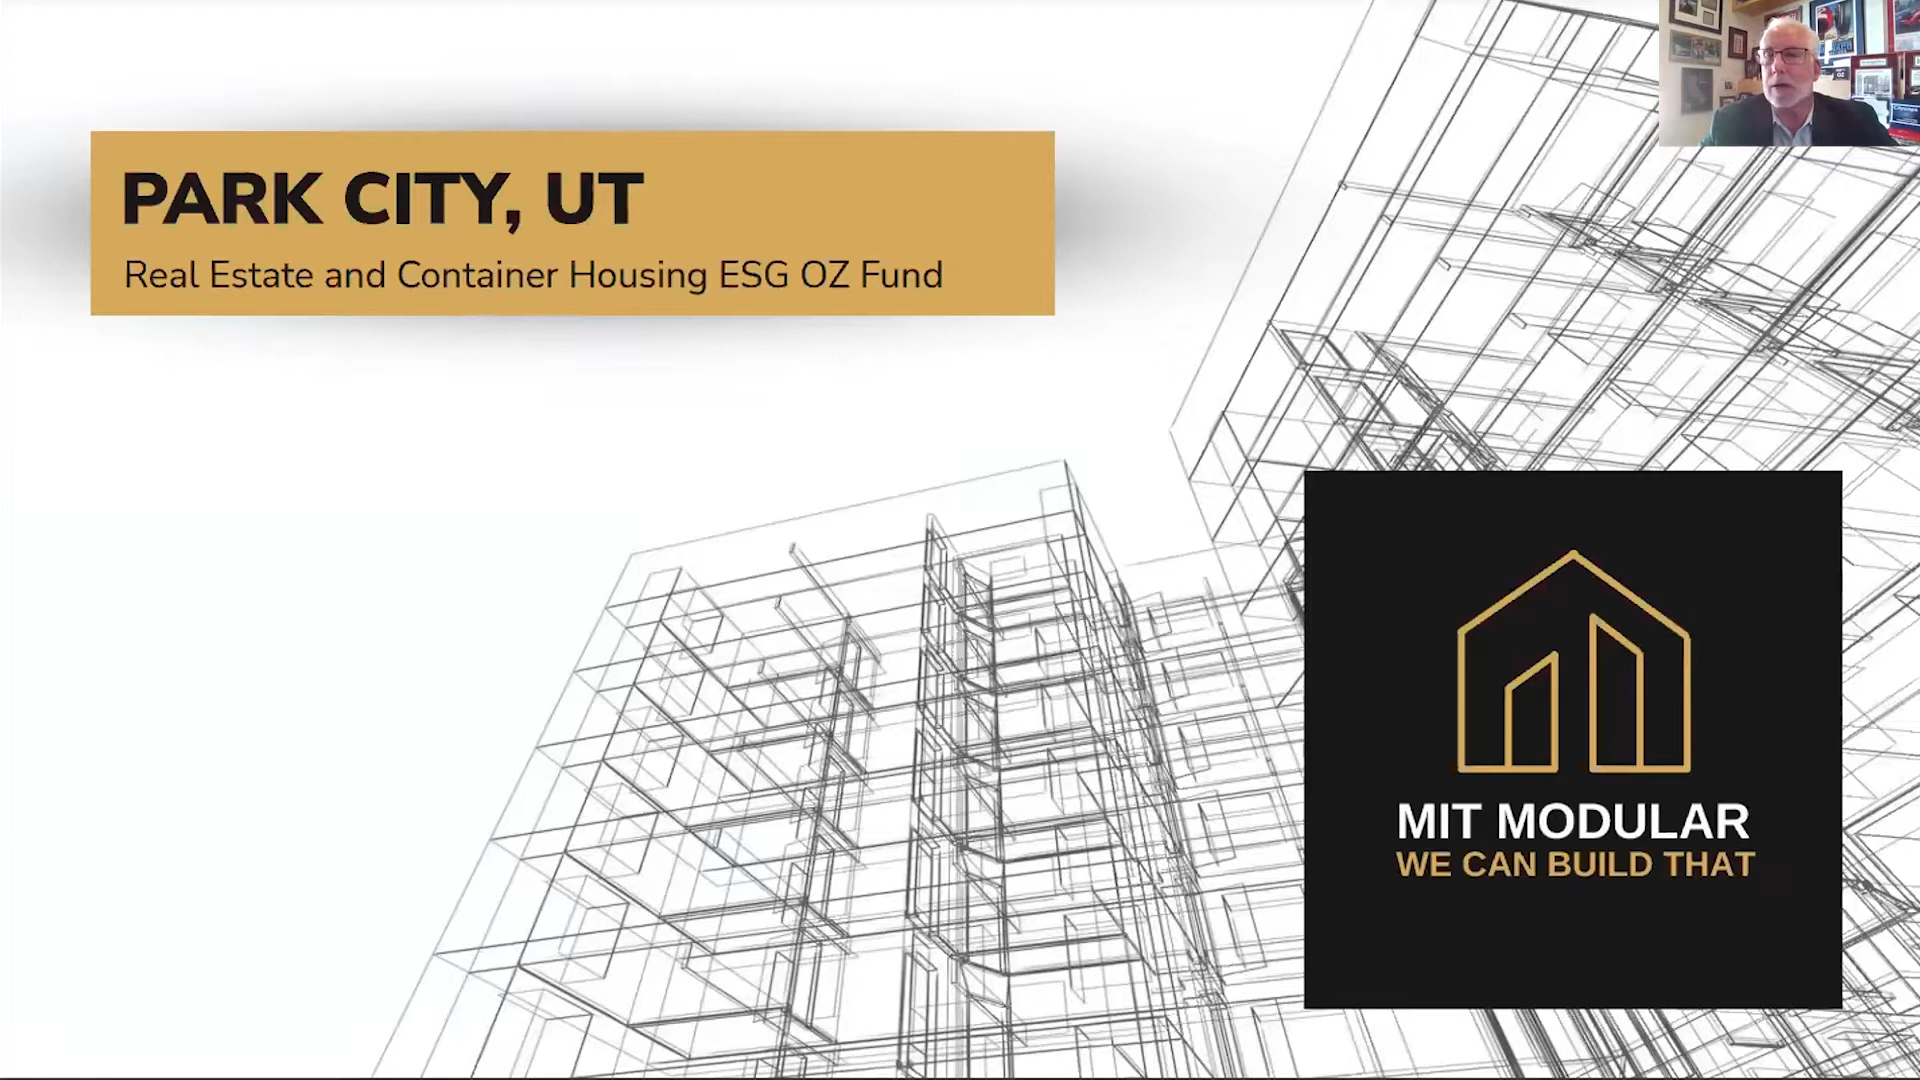 PARK CITY, UT
Real Estate and Container Housing ESG OZ Fund
MIT MODULAR
WE CAN BUILD THAT